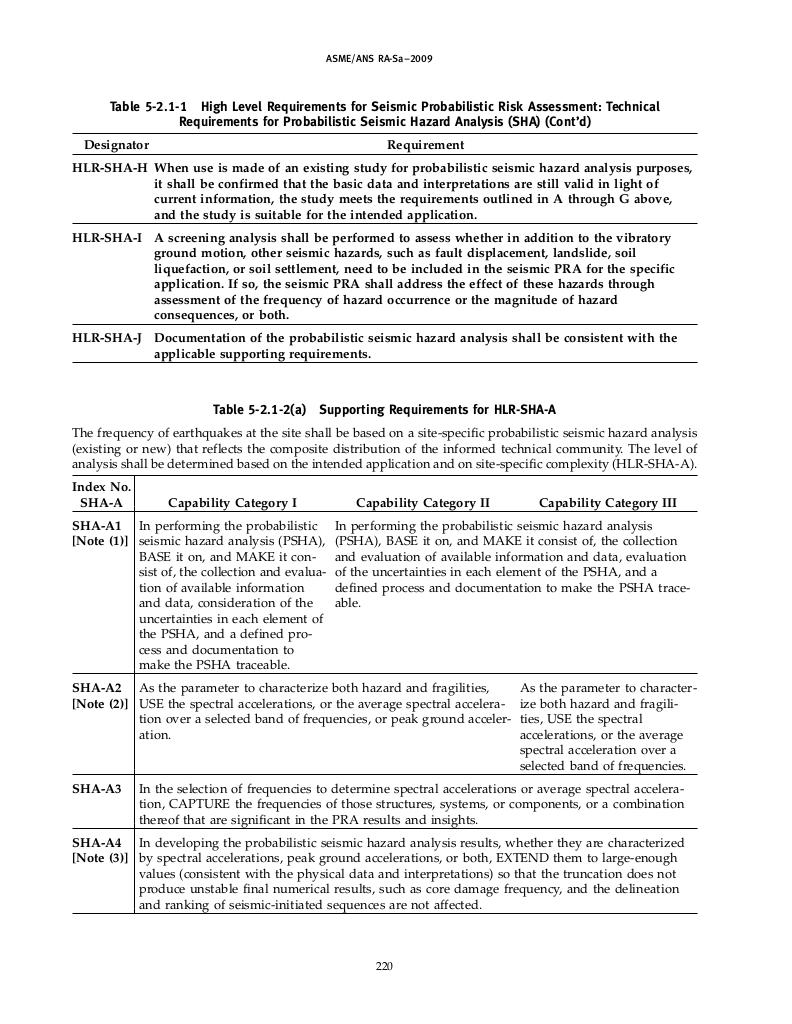 ASME/ANS RA-Sa–2009
Table 5-2.1-1 High Level Requirements for Seismic Probabilistic Risk Assessment: Technical
Requirements for Probabilistic Seismic Hazard Analysis (SHA) (Cont'd)
Designator Requirement
HLR-SHA-H When use is made of an existing study for probabilistic seismic hazard analysis purposes,
it shall be confirmed that the basic data and interpretations are still valid in light of
current information, the study meets the requirements outlined in A through G above,
and the study is suitable for the intended application.
HLR-SHA-I A screening analysis shall be performed to assess whether in addition to the vibratory
ground motion, other seismic hazards, such as fault displacement, landslide, soil
liquefaction, or soil settlement, need to be included in the seismic PRA for the specific
application. If so, the seismic PRA shall address the effect of these hazards through
assessment of the frequency of hazard occurrence or the magnitude of hazard
consequences, or both.
HLR-SHA-J Documentation of the probabilistic seismic hazard analysis shall be consistent with the
applicable supporting requirements.
Table 5-2.1-2(a) Supporting Requirements for HLR-SHA-A
The frequency of earthquakes at the site shall be based on a site-specific probabilistic seismic hazard analysis
(existing or new) that reflects the composite distribution of the informed technical community. The level of
analysis shall be determined based on the intended application and on site-specific complexity (HLR-SHA-A).
Index No.
SHA-A Capability Category I Capability Category II Capability Category III
SHA-A1
[Note (1)]
In performing the probabilistic
seismic hazard analysis (PSHA),
BASE it on, and MAKE it con-
sist of, the collection and evalua-
tion of available information
and data, consideration of the
uncertainties in each element of
the PSHA, and a defined pro-
cess and documentation to
make the PSHA traceable.
In performing the probabilistic seismic hazard analysis
(PSHA), BASE it on, and MAKE it consist of, the collection
and evaluation of available information and data, evaluation
of the uncertainties in each element of the PSHA, and a
defined process and documentation to make the PSHA trace-
able.
SHA-A2
[Note (2)]
As the parameter to characterize both hazard and fragilities,
USE the spectral accelerations, or the average spectral accelera-
tion over a selected band of frequencies, or peak ground acceler-
ation.
As the parameter to character-
ize both hazard and fragili-
ties, USE the spectral
accelerations, or the average
spectral acceleration over a
selected band of frequencies.
SHA-A3
In the selection of frequencies to determine spectral accelerations or average spectral accelera-
tion, CAPTURE the frequencies of those structures, systems, or components, or a combination
thereof that are significant in the PRA results and insights.
SHA-A4
[Note (3)]
In developing the probabilistic seismic hazard analysis results, whether they are characterized
by spectral accelerations, peak ground accelerations, or both, EXTEND them to large-enough
values (consistent with the physical data and interpretations) so that the truncation does not
produce unstable final numerical results, such as core damage frequency, and the delineation
and ranking of seismic-initiated sequences are not affected.
220